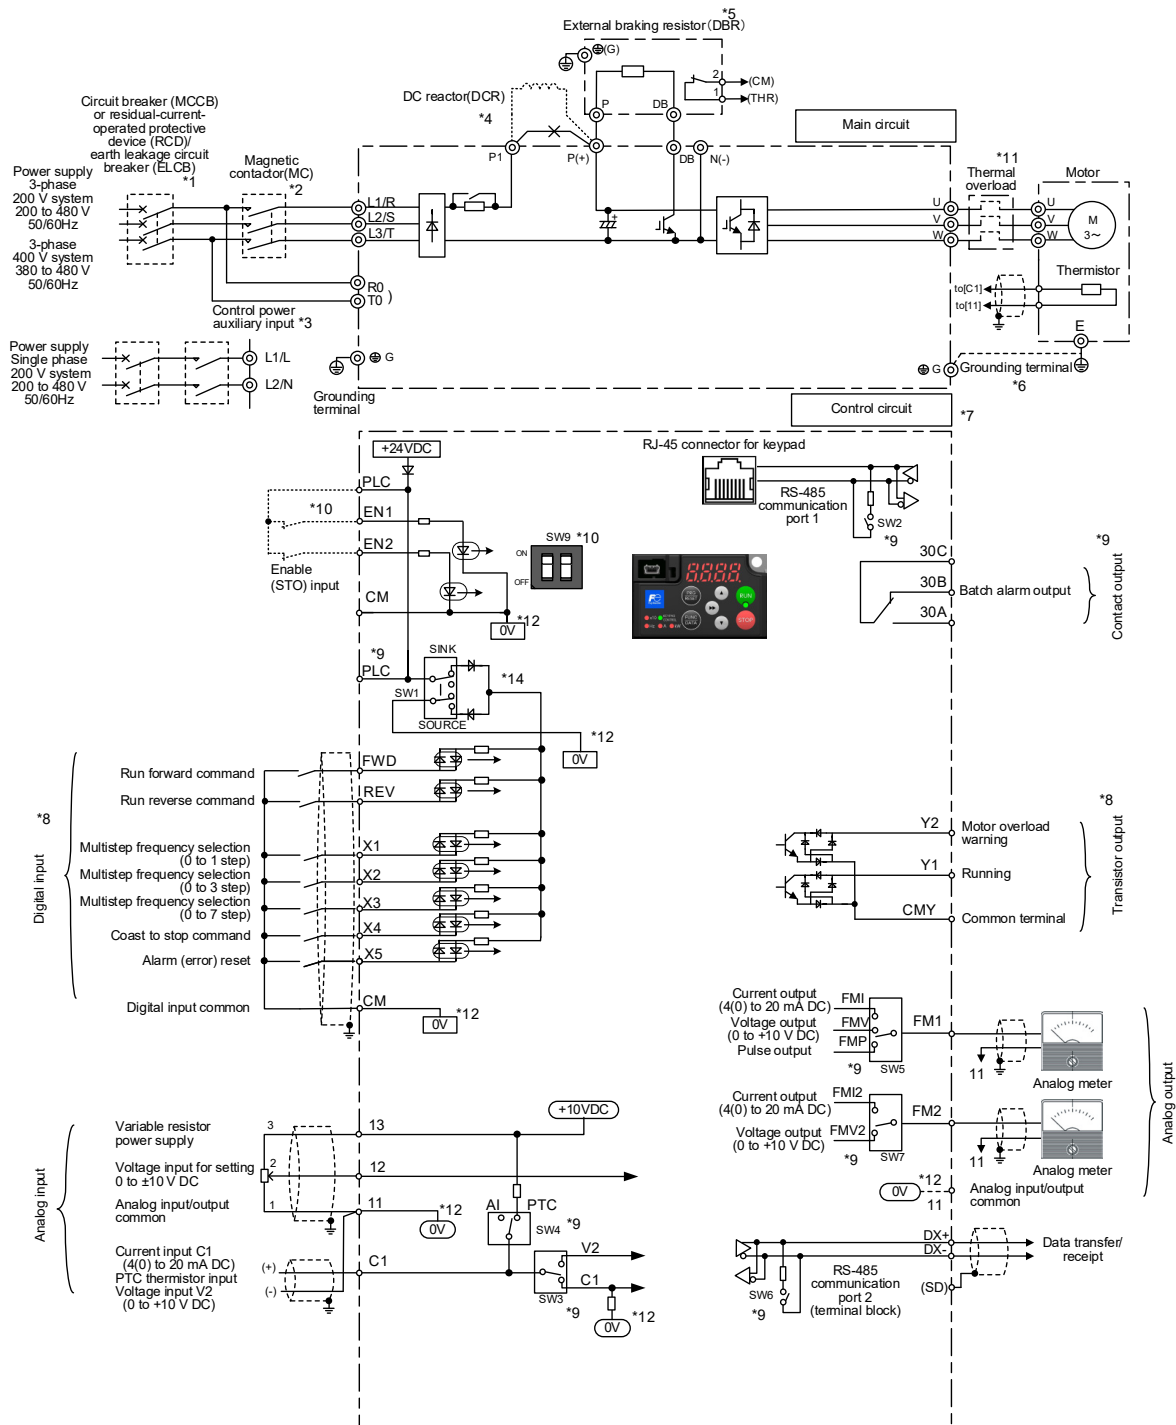 External braking resistor(DBR)
*5
⏚(G)
2
(CM)
1
(THR)
P
DB
DC reactor(DCR)
*4
Circuit breaker (MCCB)
or residual-current-
operated protective
device (RCD)/
earth leakage circuit
breaker (ELCB)
*1
Magnetic
contactor(MC)
*2
Main circuit
P1
P(+)
DB
N(-)
*11
Thermal
overload
Motor
Power supply
3-phase
200 V system
200 to 480 V
50/60Hz
3-phase
400 V system
380 to 480 V
50/60Hz
L1/R
L2/S
L3/T
R0
T0 )
U
V
W
U
V
W
M
3~
Thermistor
to[C1]
to[11]
E
Control power
auxiliary input *3
Power supply
Single phase
200 V system
200 to 480 V
50/60Hz
L1/L
L2/N
G
Grounding
terminal
G
Grounding terminal
*6
Control circuit
*7
+24VDC
PLC
*10
EN1
EN2
Enable
(STO) input
CM
0V
*12
SW9
*10
ON
OFF
RJ-45 connector for keypad
RS-485
communication
port 1
SW2
*9
RUN
STOP
FUNC
DATA
30C
30B
30A
Batch alarm output
*9
Contact output
*9
PLC
SW1
SINK
SOURCE
*14
0V
*12
*8
Digital input
Run forward command
FWD
Run reverse command
REV
Multistep frequency selection
(0 to 1 step)
X1
Multistep frequency selection
(0 to 3 step)
X2
Multistep frequency selection
(0 to 7 step)
X3
Coast to stop command
X4
Alarm (error) reset
X5
Digital input common
CM
0V
*12
Y2
Motor overload
warning
Y1
Running
CMY
Common terminal
*8
Transistor output
Current output
(4(0) to 20 mA DC)
FMI
Voltage output
(0 to +10 V DC)
FMV
Pulse output
FMP
*9
SW5
FM1
11
Analog meter
Current output
(4(0) to 20 mA DC)
FMI2
Voltage output
(0 to +10 V DC)
FMV2
*9
SW7
FM2
11
Analog meter
0V
*12
11
Analog input/output
common
Analog output
Analog input
Variable resistor
power supply
3
13
+10VDC
Voltage input for setting
0 to ±10 V DC
2
12
Analog input/output
common
1
11
0V
*12
AI
PTC
SW4
*9
Current input C1
(4(0) to 20 mA DC)
PTC thermistor input
Voltage input V2
(0 to +10 V DC)
(+)
(-)
C1
V2
C1
SW3
*9
0V
*12
DX+
DX-
Data transfer/
receipt
(SD)
SW6
*9
RS-485
communication
port 2
(terminal block)